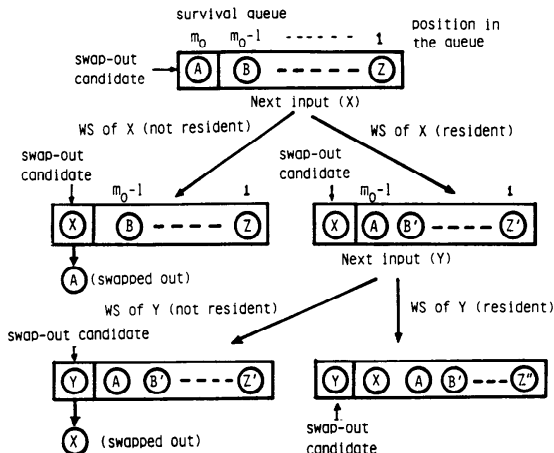 survival queue
position in the queue
m₀ m₀-1 ------ 1
swap-out candidate
A B ----- Z
Next input (X)
WS of X (not resident)
WS of X (resident)
swap-out candidate
swap-out candidate
m₀-1 1
m₀-1 1
X B ---- Z
X A B' ----- Z'
A (swapped out)
Next input (Y)
WS of Y (not resident)
WS of Y (resident)
swap-out candidate
Y A B' ----- Z'
Y X A B' --- Z"
X (swapped out)
swap-out candidate